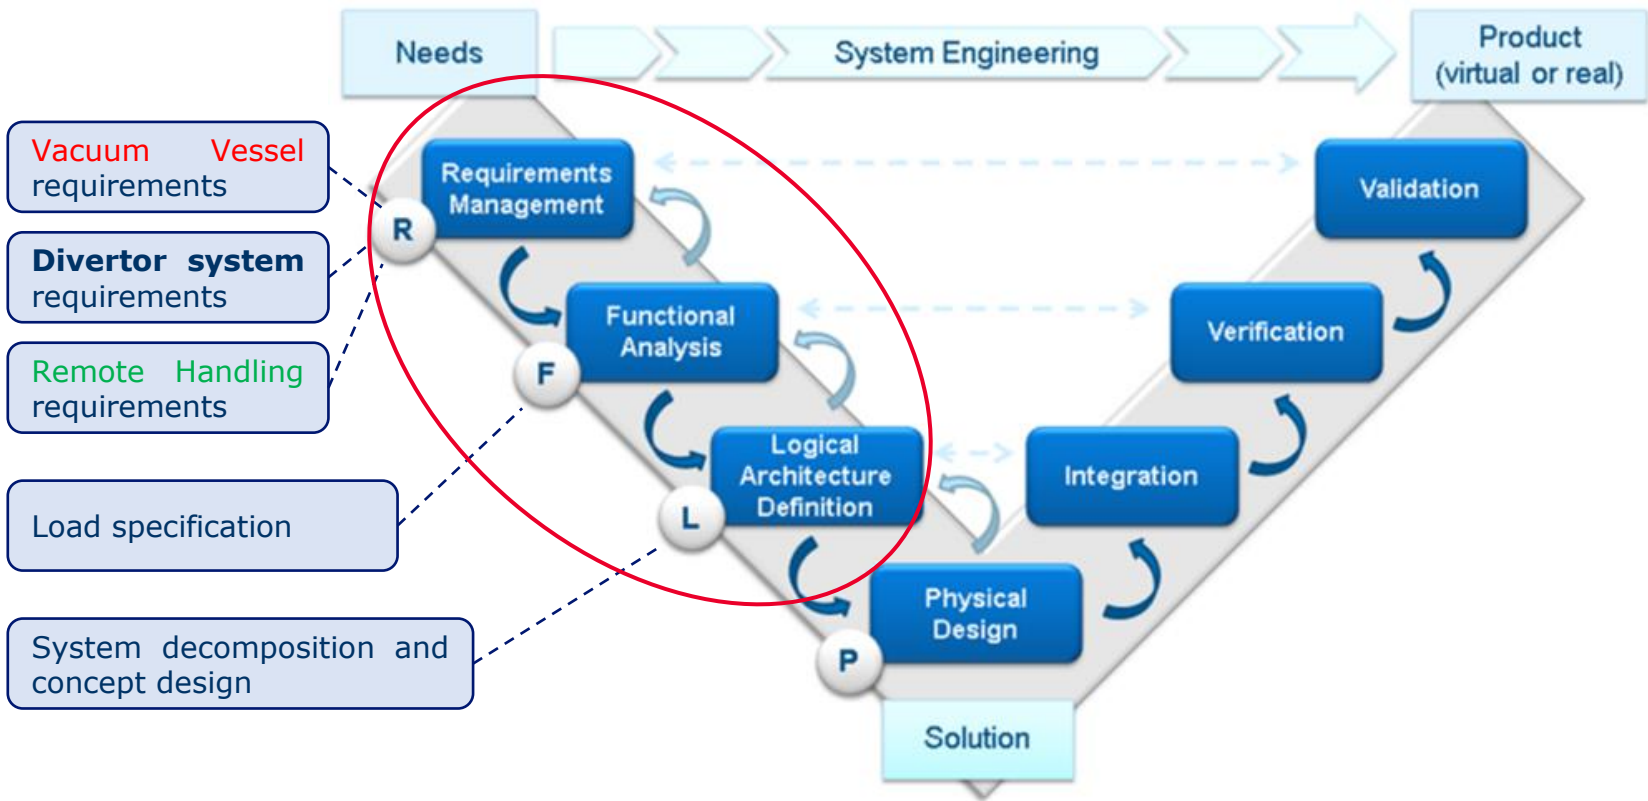 Needs
System Engineering
Product
(virtual or real)
Vacuum Vessel
requirements
Divertor system
requirements
Remote Handling
requirements
Load specification
System decomposition and
concept design
R
Requirements
Management
F
Functional
Analysis
L
Logical
Architecture
Definition
P
Physical
Design
Solution
Integration
Verification
Validation